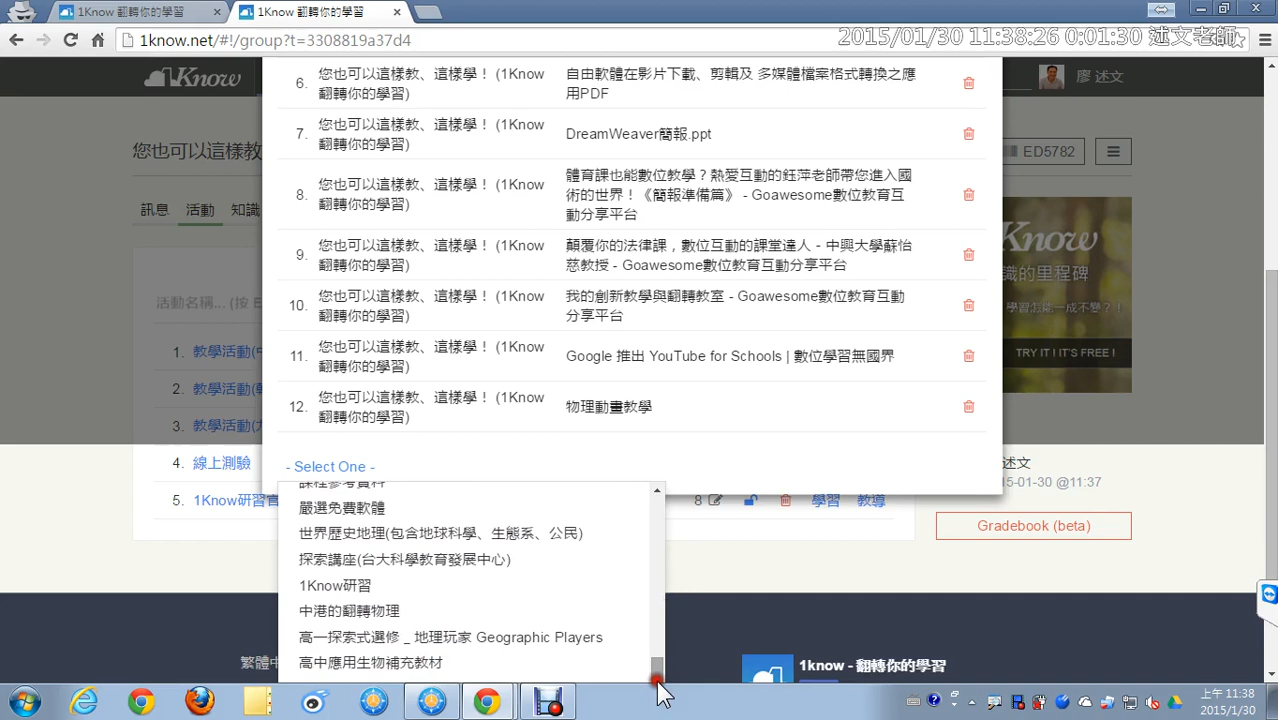 1Know 翻轉你的學習
1Know 翻轉你的學習
1know.net/#!/group?t=3308819a37d4
2015/01/30 11:38:26 0:01:30 述文老師
1Know
廖 述文
您也可以這樣教
ED5782
訊息 活動 知識
活動名稱... (按 E
1. 教學活動(
2. 教學活動(
3. 教學活動(
4. 線上測驗
5. 1Know研習
6. 您也可以這樣教、這樣學！ (1Know
翻轉你的學習)
自由軟體在影片下載、剪輯及 多媒體檔案格式轉換之應
用PDF
7. 您也可以這樣教、這樣學！ (1Know
翻轉你的學習)
DreamWeaver簡報.ppt
8. 您也可以這樣教、這樣學！ (1Know
翻轉你的學習)
體育課也能數位教學？熱愛互動的鈺萍老師帶您進入國
術的世界！《簡報準備篇》 - Goawesome數位教育互
動分享平台
9. 您也可以這樣教、這樣學！ (1Know
翻轉你的學習)
顛覆你的法律課，數位互動的課堂達人 - 中興大學蘇怡
慈教授 - Goawesome數位教育互動分享平台
10. 您也可以這樣教、這樣學！ (1Know
翻轉你的學習)
我的創新教學與翻轉教室 - Goawesome數位教育互動
分享平台
11. 您也可以這樣教、這樣學！ (1Know
翻轉你的學習)
Google 推出 YouTube for Schools | 數位學習無國界
12. 您也可以這樣教、這樣學！ (1Know
翻轉你的學習)
物理動畫教學
- Select One -
課程參考資料
嚴選免費軟體
世界歷史地理(包含地球科學、生態系、公民)
探索講座(台大科學教育發展中心)
1Know研習
中港的翻轉物理
高一探索式選修 _ 地理玩家 Geographic Players
高中應用生物補充教材
8 學習 教導
Know
識的里程碑
學習怎能一成不變？！
TRY IT ! IT'S FREE !
述文
15-01-30 @11:37
Gradebook (beta)
繁體中
1know - 翻轉你的學習
上午 11:38
2015/1/30